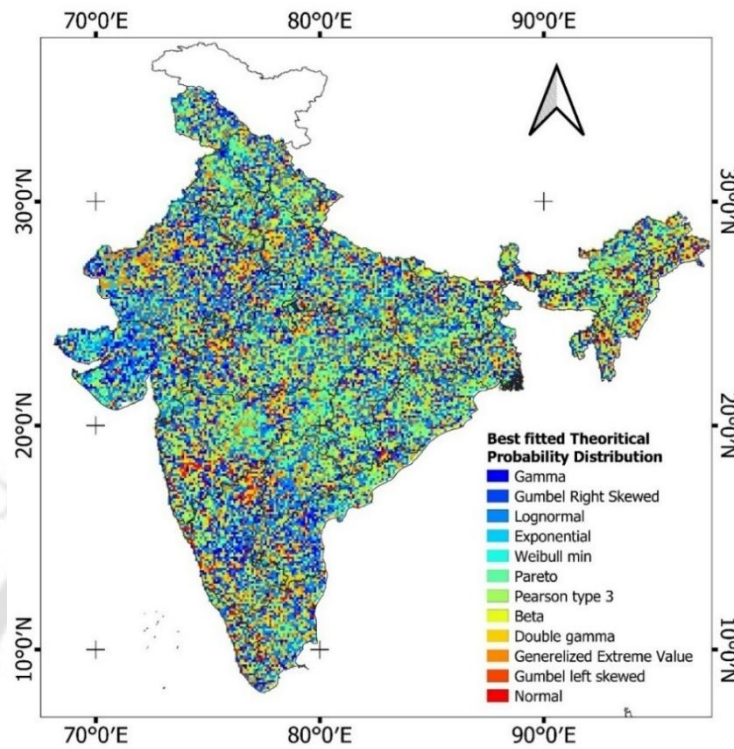 70°0′E 80°0′E 90°0′E
30°0′N
30°0′N
20°0′N
20°0′N
Best fitted Theoritical
Probability Distribution
Gamma
Gumbel Right Skewed
Lognormal
Exponential
Weibull min
Pareto
Pearson type 3
Beta
Double gamma
Generelized Extreme Value
Gumbel left skewed
Normal
10°0′N
10°0′N
70°0′E 80°0′E 90°0′E